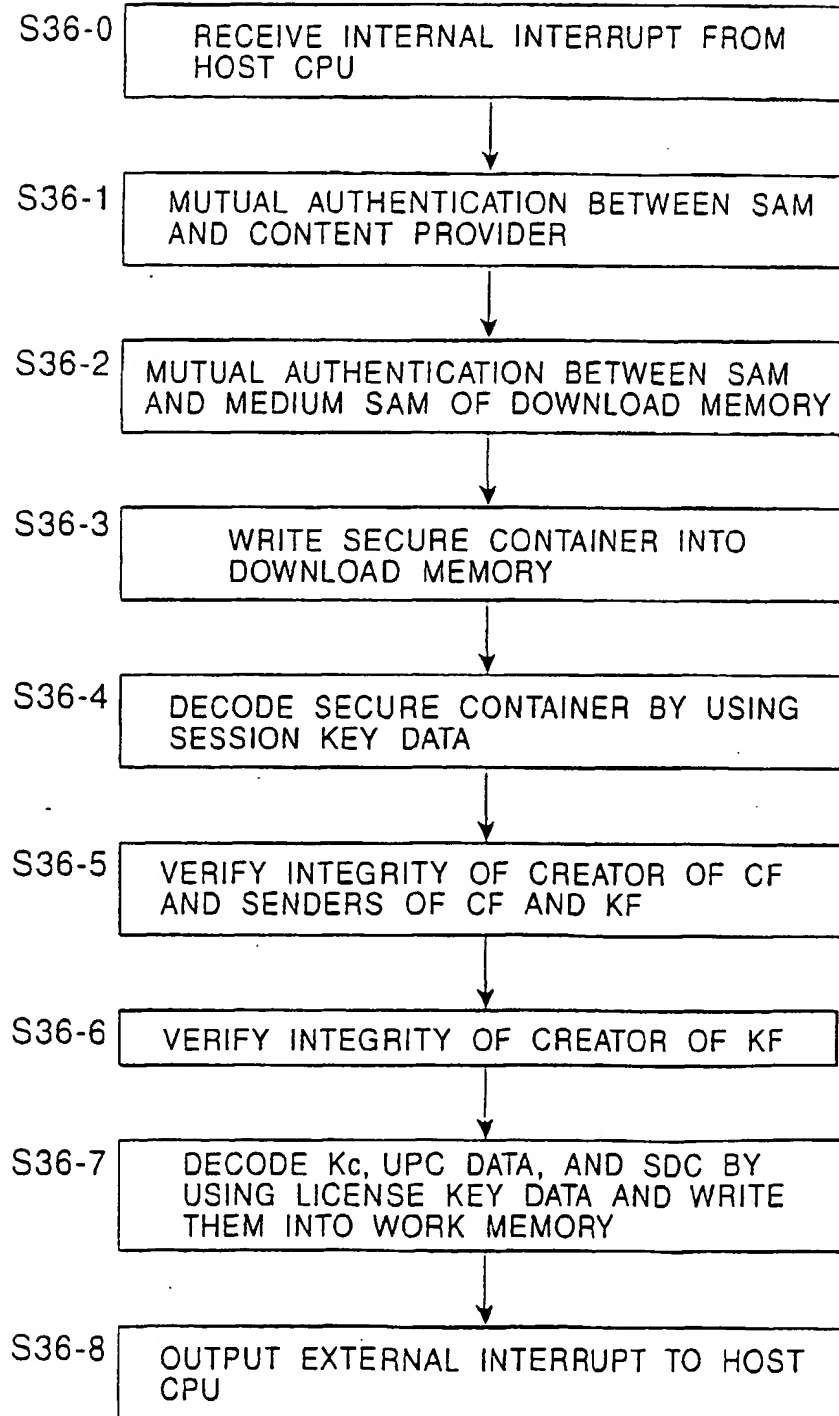 S36-0
RECEIVE INTERNAL INTERRUPT FROM
HOST CPU
S36-1
MUTUAL AUTHENTICATION BETWEEN SAM
AND CONTENT PROVIDER
S36-2
MUTUAL AUTHENTICATION BETWEEN SAM
AND MEDIUM SAM OF DOWNLOAD MEMORY
S36-3
WRITE SECURE CONTAINER INTO
DOWNLOAD MEMORY
S36-4
DECODE SECURE CONTAINER BY USING
SESSION KEY DATA
S36-5
VERIFY INTEGRITY OF CREATOR OF CF
AND SENDERS OF CF AND KF
S36-6
VERIFY INTEGRITY OF CREATOR OF KF
S36-7
DECODE Kc, UPC DATA, AND SDC BY
USING LICENSE KEY DATA AND WRITE
THEM INTO WORK MEMORY
S36-8
OUTPUT EXTERNAL INTERRUPT TO HOST
CPU